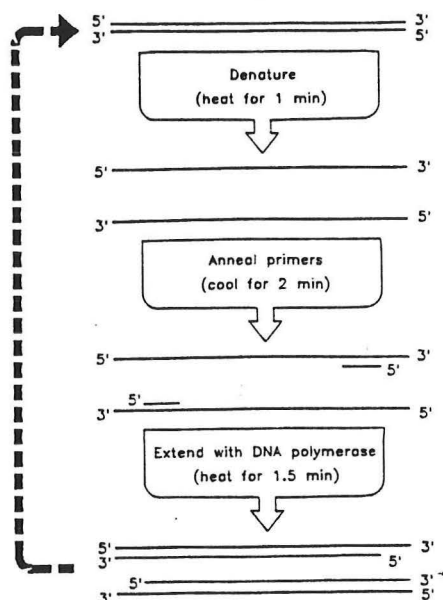 5' 3'
3' 5'
Denature
(heat for 1 min)
5' 3'
3' 5'
Anneal primers
(cool for 2 min)
5' 3'
5'
5'
3' 5'
Extend with DNA polymerase
(heat for 1.5 min)
5' 3'
3' 5'
5' 3'
3' 5'